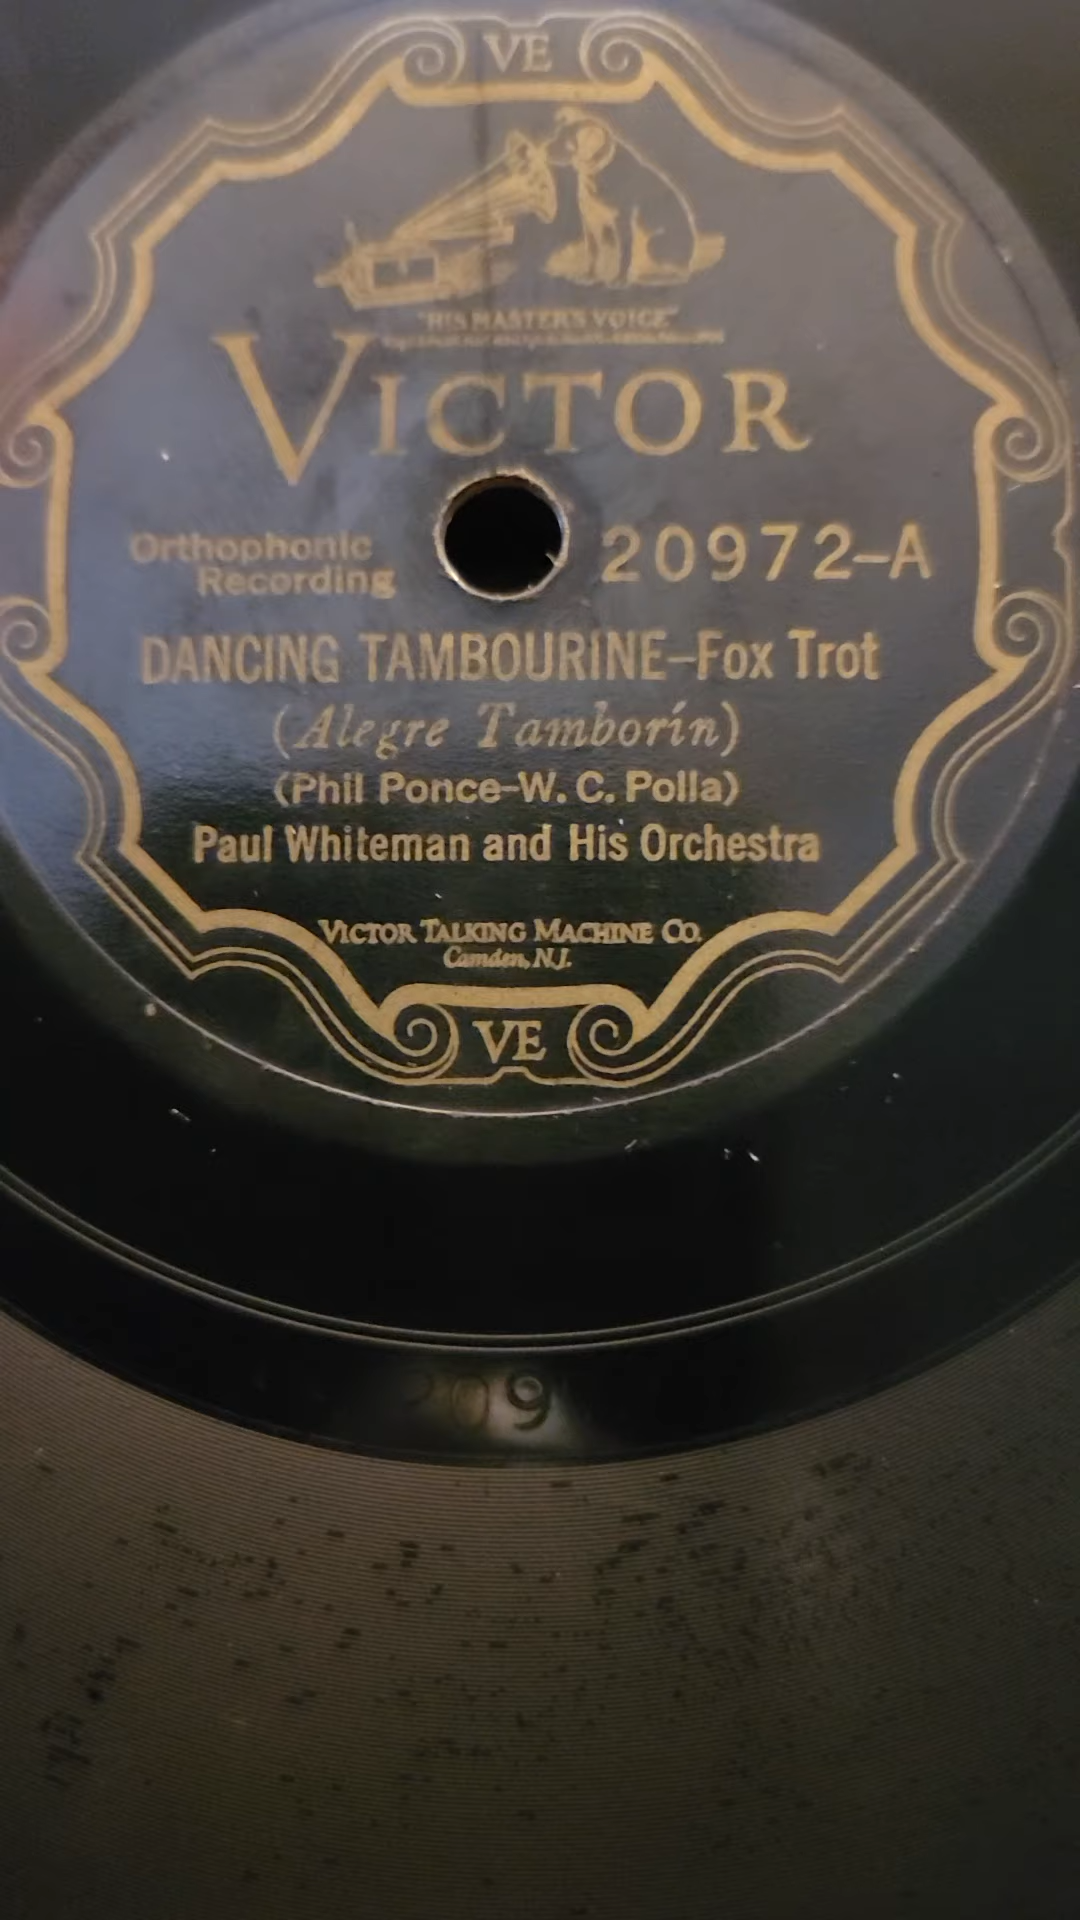 VE
"HIS MASTER'S VOICE"
VICTOR
Orthophonic
Recording
20972-A
DANCING TAMBOURINE-Fox Trot
(Alegre Tamborín)
(Phil Ponce-W. C. Polla)
Paul Whiteman and His Orchestra
VICTOR TALKING MACHINE CO.
Camden, N.J.
VE
209